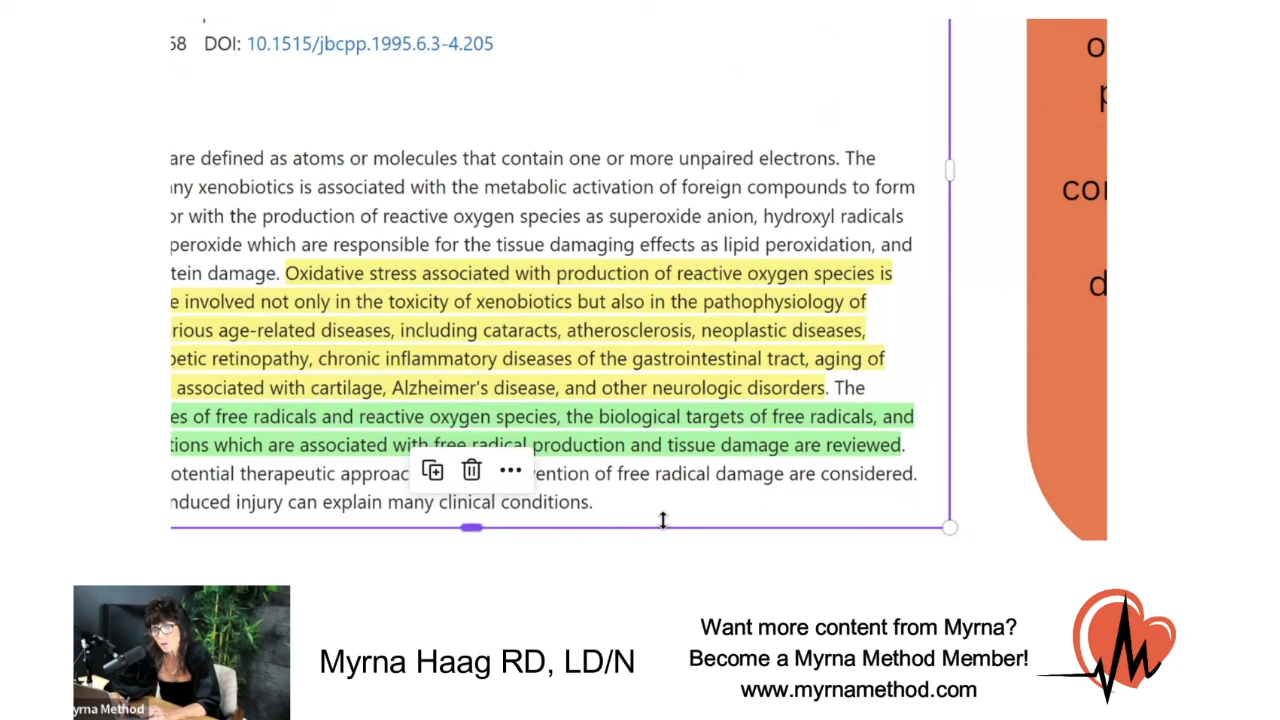 58 DOI: 10.1515/jbcpp.1995.6.3-4.205
are defined as atoms or molecules that contain one or more unpaired electrons. The
any xenobiotics is associated with the metabolic activation of foreign compounds to form
or with the production of reactive oxygen species as superoxide anion, hydroxyl radicals
peroxide which are responsible for the tissue damaging effects as lipid peroxidation, and
tein damage. Oxidative stress associated with production of reactive oxygen species is
e involved not only in the toxicity of xenobiotics but also in the pathophysiology of
rious age-related diseases, including cataracts, atherosclerosis, neoplastic diseases,
betic retinopathy, chronic inflammatory diseases of the gastrointestinal tract, aging of
associated with cartilage, Alzheimer's disease, and other neurologic disorders. The
es of free radicals and reactive oxygen species, the biological targets of free radicals, and
tions which are associated with free radical production and tissue damage are reviewed.
otential therapeutic approac vention of free radical damage are considered.
nduced injury can explain many clinical conditions.
o
p
con
d
yrna Method
Myrna Haag RD, LD/N
Want more content from Myrna?
Become a Myrna Method Member!
www.myrnamethod.com